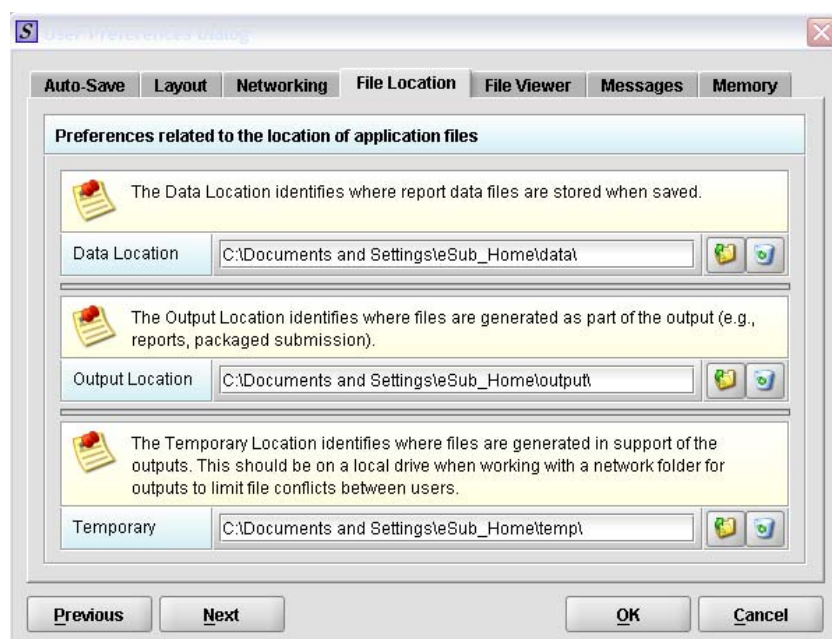 S User Preferences Dialog
Auto-Save Layout Networking File Location File Viewer Messages Memory
Preferences related to the location of application files
The Data Location identifies where report data files are stored when saved.
Data Location C:\Documents and Settings\eSub_Home\data\
The Output Location identifies where files are generated as part of the output (e.g.,
reports, packaged submission).
Output Location C:\Documents and Settings\eSub_Home\output\
The Temporary Location identifies where files are generated in support of the
outputs. This should be on a local drive when working with a network folder for
outputs to limit file conflicts between users.
Temporary C:\Documents and Settings\eSub_Home\temp\
Previous Next OK Cancel